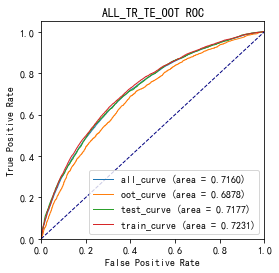 ALL_TR_TE_OOT ROC
1.0
0.8
0.6
0.4
0.2
0.0
True Positive Rate
all_curve (area = 0.7160)
oot_curve (area = 0.6878)
test_curve (area = 0.7177)
train_curve (area = 0.7231)
0.0 0.2 0.4 0.6 0.8 1.0
False Positive Rate